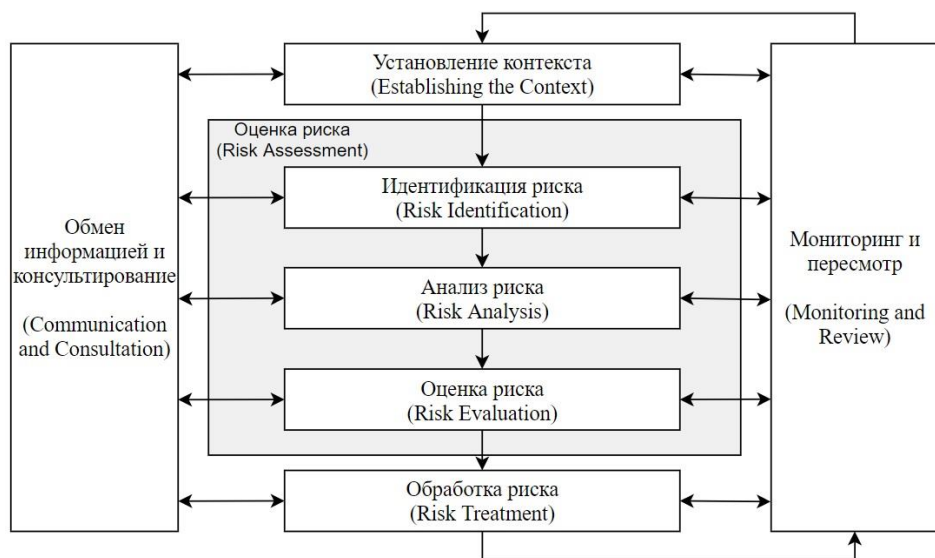 Установление контекста
(Establishing the Context)
Оценка риска
(Risk Assessment)
Идентификация риска
(Risk Identification)
Обмен
информацией и
консультирование
(Communication
and Consultation)
Анализ риска
(Risk Analysis)
Мониторинг и
пересмотр
(Monitoring and
Review)
Оценка риска
(Risk Evaluation)
Обработка риска
(Risk Treatment)